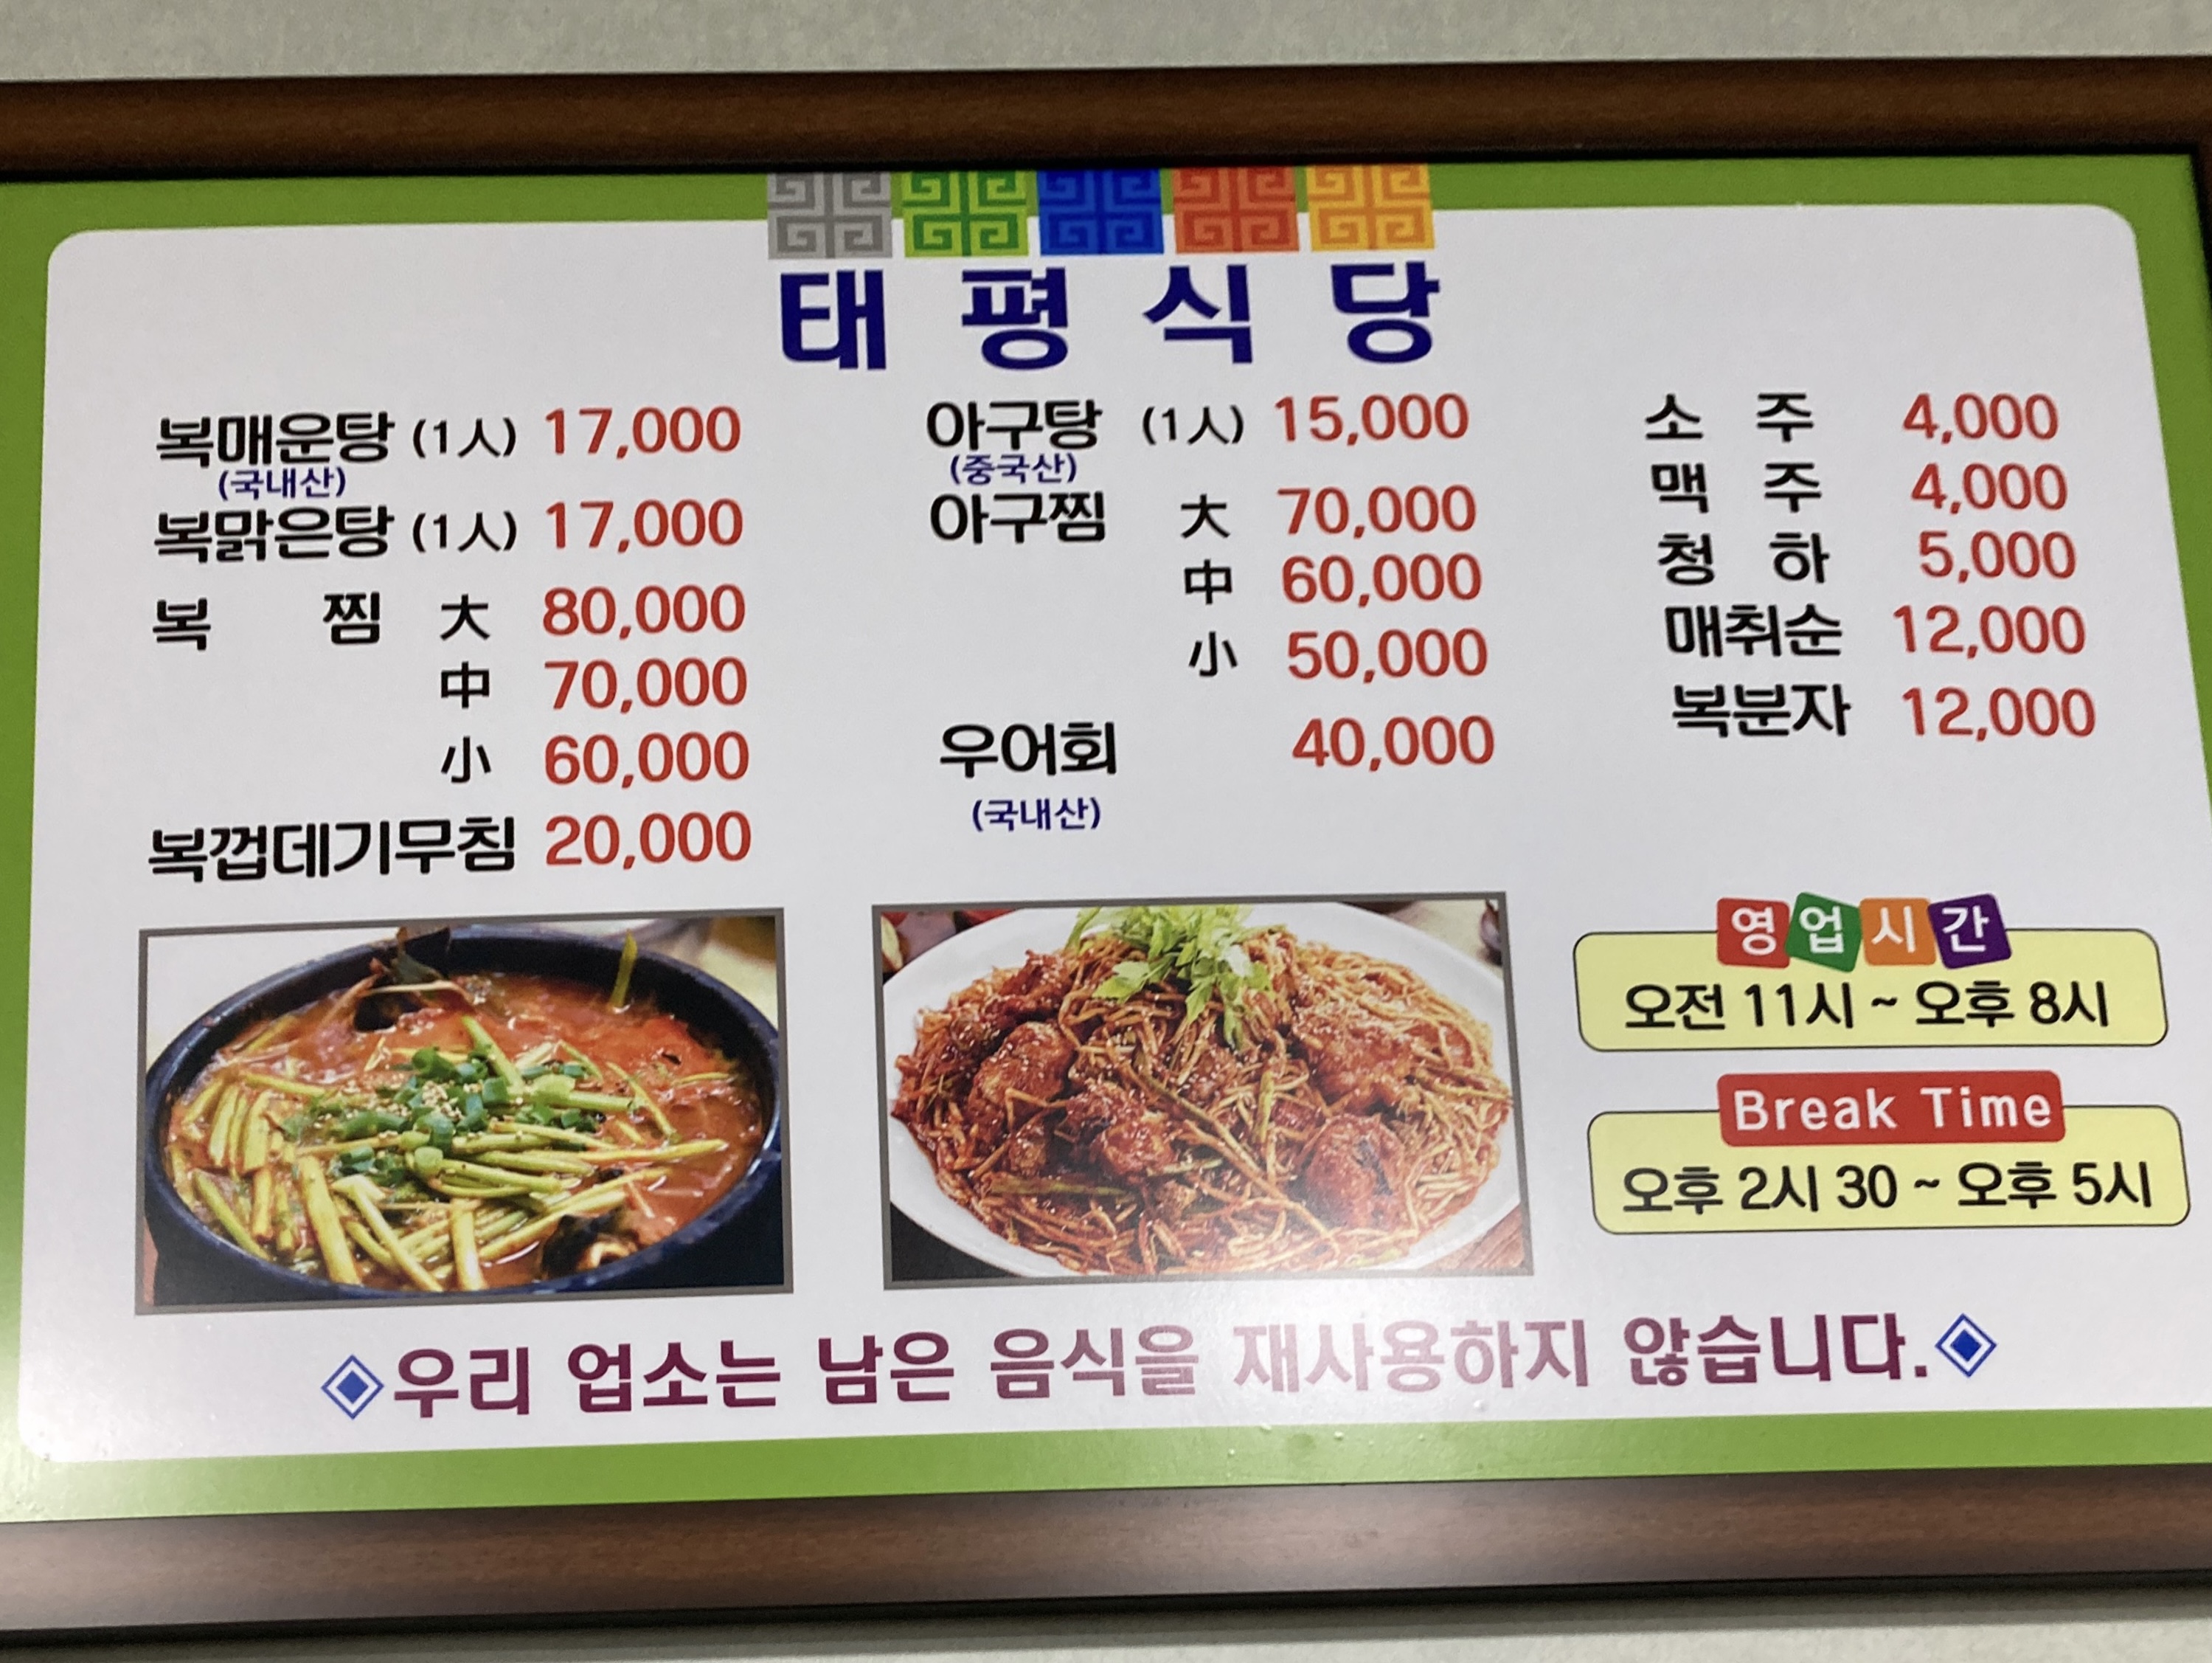 태평식당
복매운탕 (1人) 17,000
(국내산)
복맑은탕 (1人) 17,000
복 찜 大 80,000
中 70,000
小 60,000
복껍데기무침 20,000
아구탕 (1人) 15,000
(중국산)
아구찜 大 70,000
中 60,000
小 50,000
우어회 40,000
(국내산)
소 주 4,000
맥 주 4,000
청 하 5,000
매취순 12,000
복분자 12,000
영업시간
오전 11시 ~ 오후 8시
Break Time
오후 2시 30 ~ 오후 5시
우리 업소는 남은 음식을 재사용하지 않습니다.